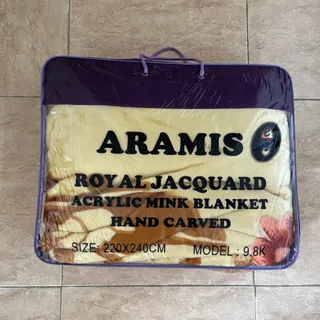 ARAMIS
ROYAL JACQUARD
ACRYLIC MINK BLANKET
HAND CARVED
SIZE: 220X240CM MODEL : 9.8K